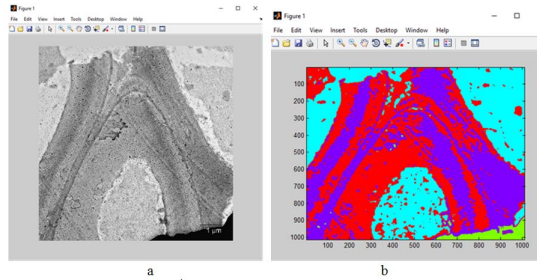 Figure 1
File Edit View Insert Tools Desktop Window Help
1 µm
a
Figure 1
File Edit View Insert Tools Desktop Window Help
100
200
300
400
500
600
700
800
900
1000
100 200 300 400 500 600 700 800 900 1000
b